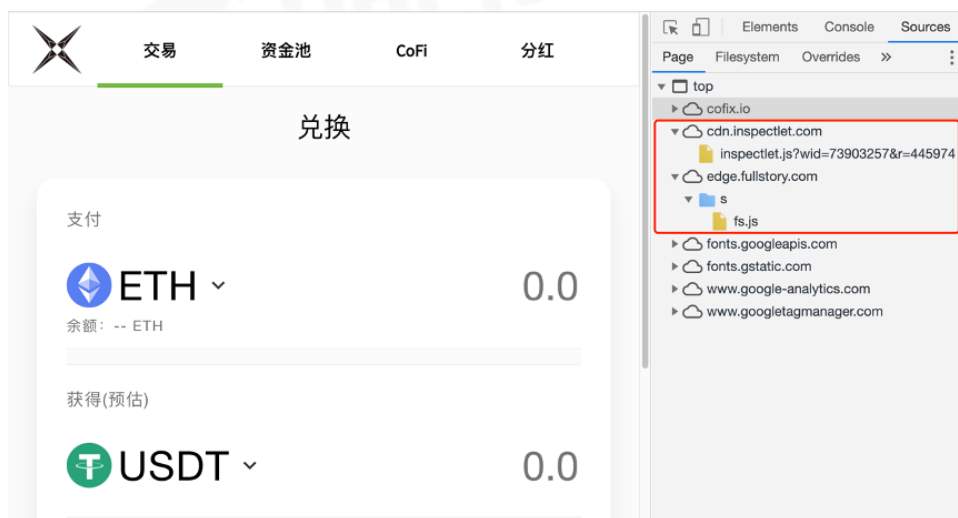 交易
资金池
CoFi
分红
兑换
支付
ETH
0.0
余额: -- ETH
获得(预估)
USDT
0.0
Elements Console Sources
Page Filesystem Overrides »
top
cofix.io
cdn.inspectlet.com
inspectlet.js?wid=73903257&r=445974
edge.fullstory.com
s
fs.js
fonts.googleapis.com
fonts.gstatic.com
www.google-analytics.com
www.googletagmanager.com